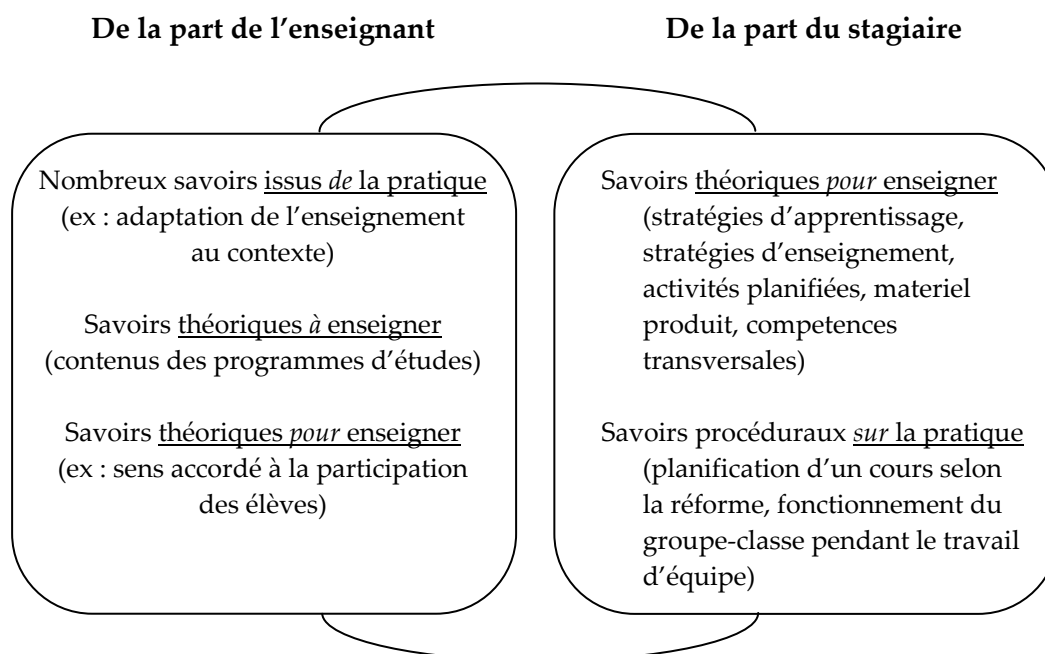 De la part de l’enseignant
De la part du stagiaire
Nombreux savoirs issus de la pratique
(ex : adaptation de l’enseignement
au contexte)
Savoirs théoriques à enseigner
(contenus des programmes d’études)
Savoirs théoriques pour enseigner
(ex : sens accordé à la participation
des élèves)
Savoirs théoriques pour enseigner
(stratégies d’apprentissage,
stratégies d’enseignement,
activités planifiées, materiel
produit, competences
transversales)
Savoirs procéduraux sur la pratique
(planification d’un cours selon
la réforme, fonctionnement du
groupe-classe pendant le travail
d’équipe)